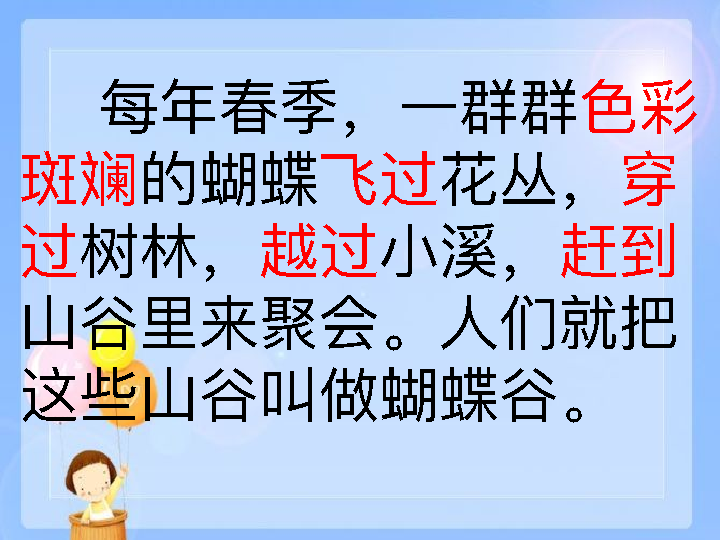 每年春季，一群群色彩
斑斓的蝴蝶飞过花丛，穿
过树林，越过小溪，赶到
山谷里来聚会。人们就把
这些山谷叫做蝴蝶谷。